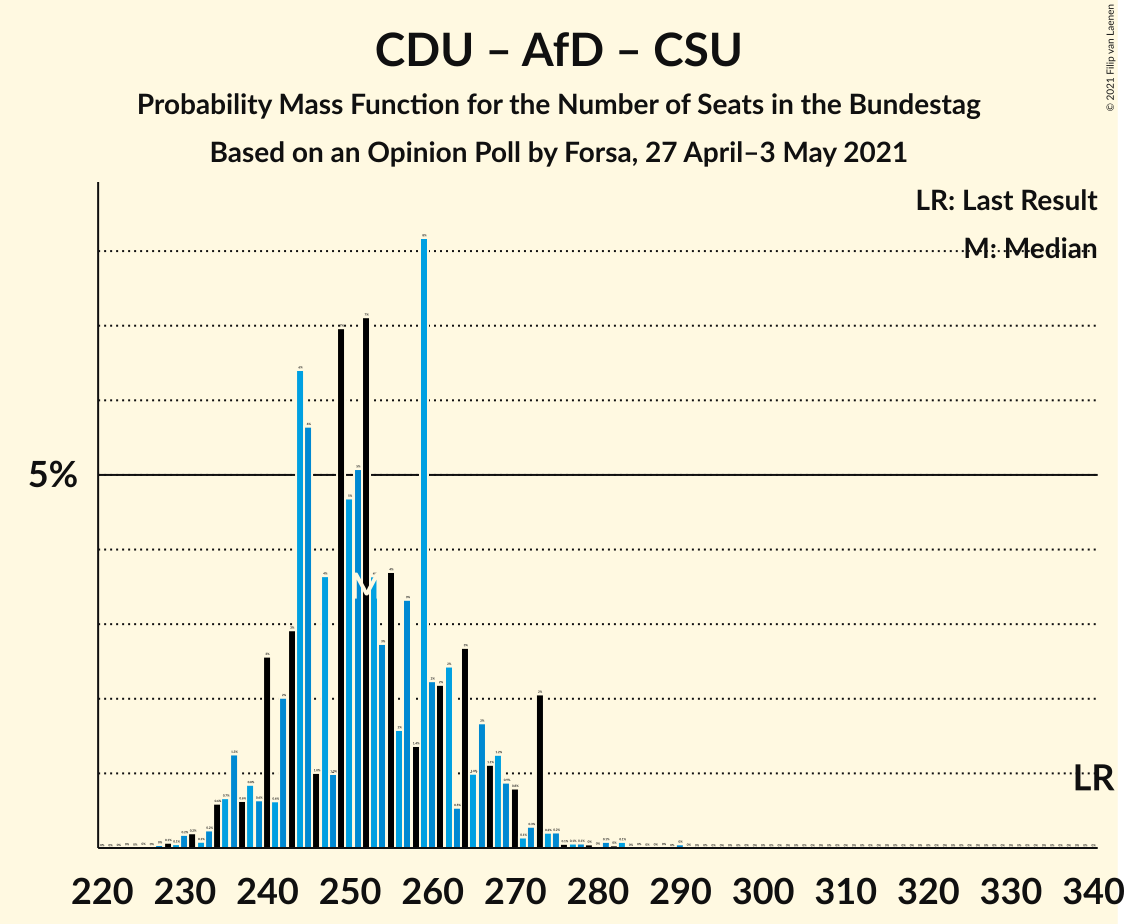 CDU – AfD – CSU
Probability Mass Function for the Number of Seats in the Bundestag
Based on an Opinion Poll by Forsa, 27 April–3 May 2021
© 2021 Filip van Laenen
LR: Last Result
M: Median
5%
M
LR
220 230 240 250 260 270 280 290 300 310 320 330 340